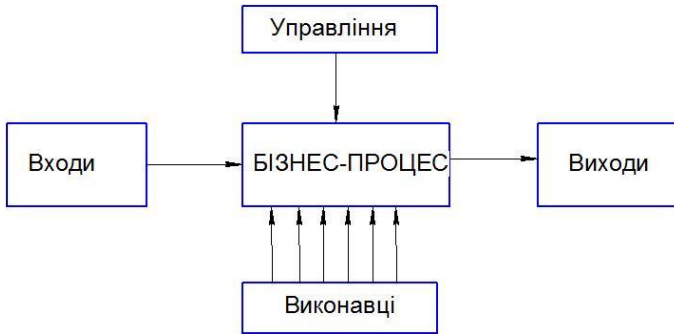 Управління
Входи
БІЗНЕС-ПРОЦЕС
Виходи
Виконавці